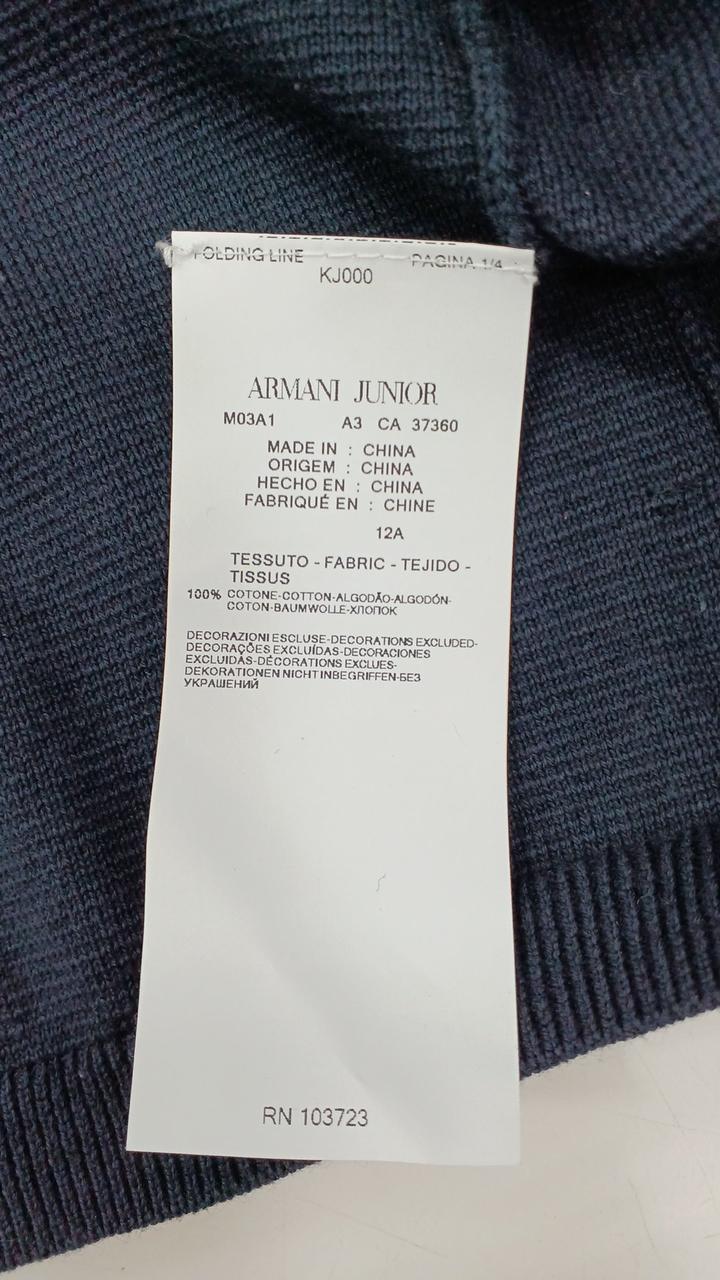 FOLDING LINE PAGINA 1/4
KJ000
ARMANI JUNIOR
M03A1 A3 CA 37360
MADE IN : CHINA
ORIGEM : CHINA
HECHO EN : CHINA
FABRIQUÉ EN : CHINE
12A
TESSUTO - FABRIC - TEJIDO -
TISSUS
100% COTONE-COTTON-ALGODÃO-ALGODÓN-
COTON-BAUMWOLLE-ХЛОПОК
DECORAZIONI ESCLUSE-DECORATIONS EXCLUDED-
DECORAÇÕES EXCLUÍDAS-DECORACIONES
EXCLUIDAS-DÉCORATIONS EXCLUES-
DEKORATIONEN NICHT INBEGRIFFEN-БЕЗ
УКРАШЕНИЙ
RN 103723